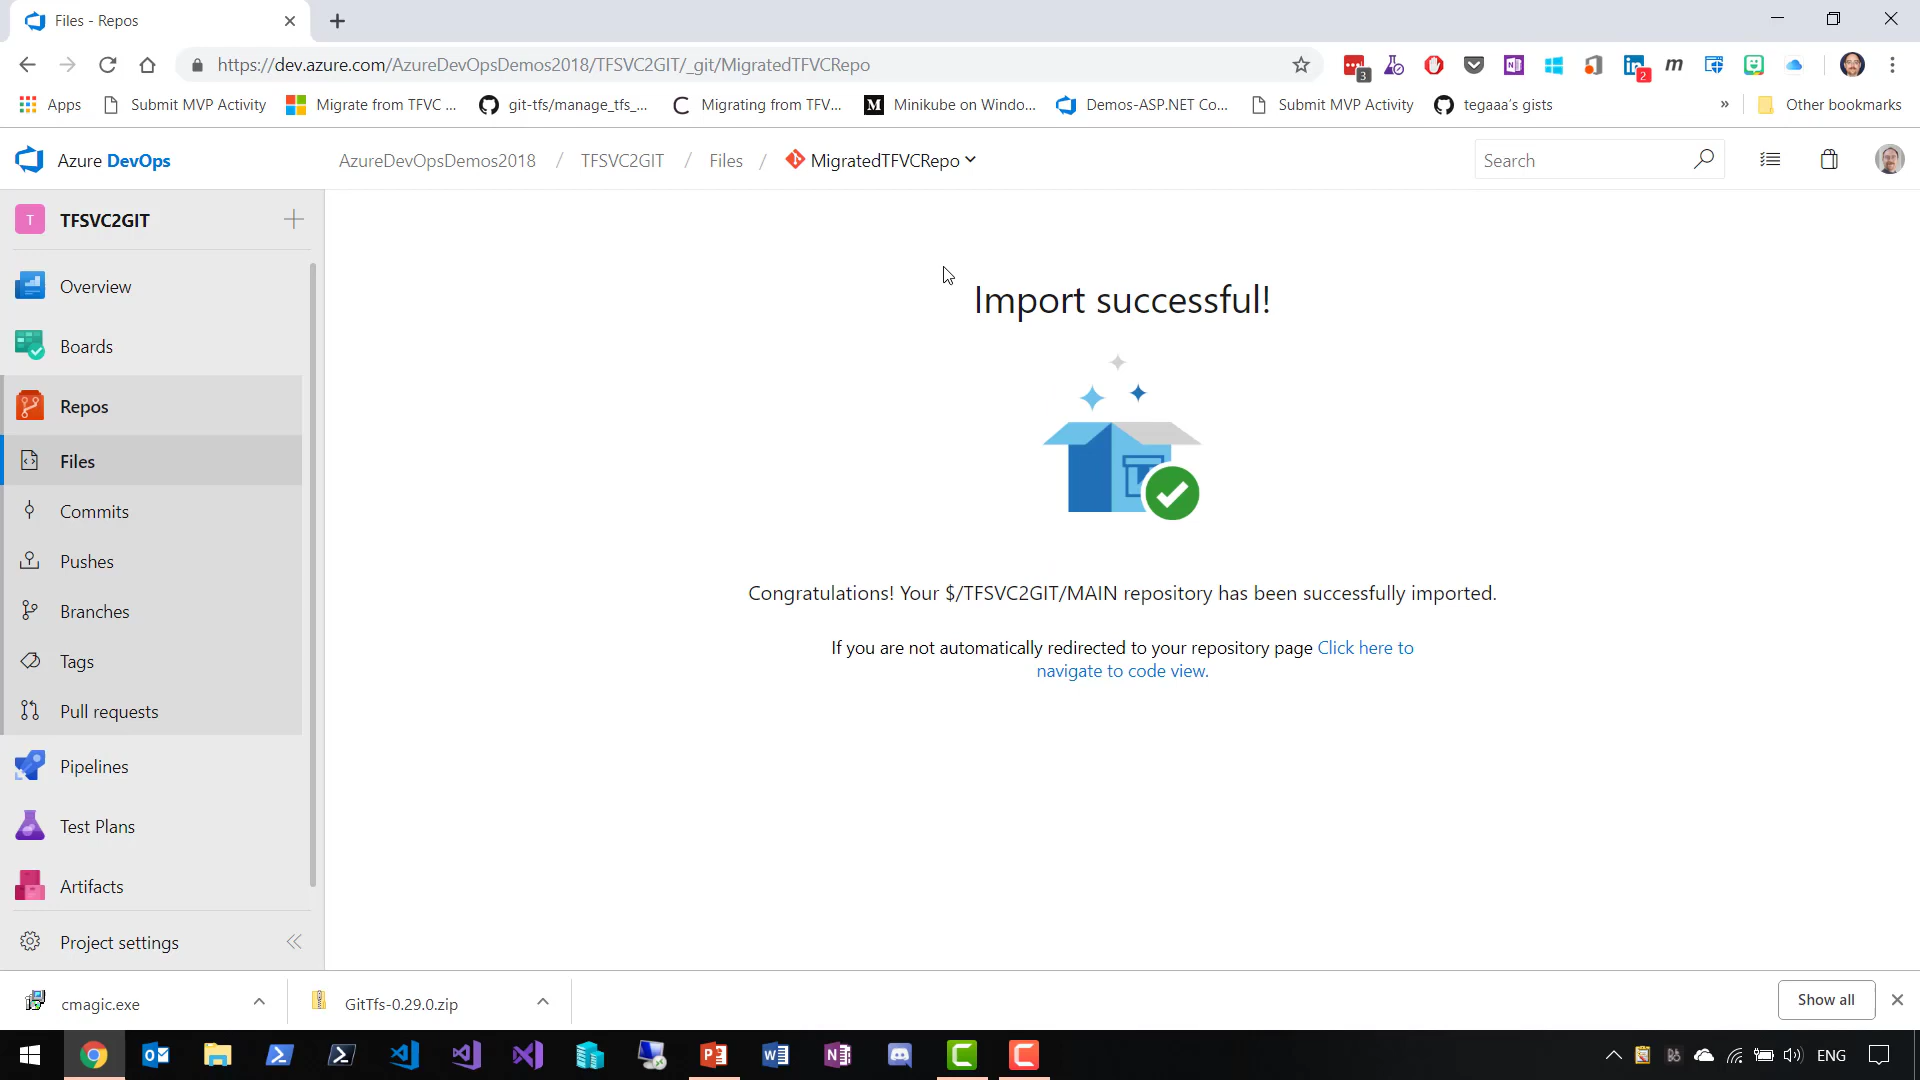 Files - Repos
https://dev.azure.com/AzureDevOpsDemos2018/TFSVC2GIT/_git/MigratedTFVCRepo
3
2
m
Apps
Submit MVP Activity
Migrate from TFVC ...
git-tfs/manage_tfs_...
Migrating from TFV...
Minikube on Windo...
Demos-ASP.NET Co...
Submit MVP Activity
tegaaa's gists
»
Other bookmarks
Azure DevOps
AzureDevOpsDemos2018 / TFSVC2GIT / Files / MigratedTFVCRepo
Search
T TFSVC2GIT
Overview
Boards
Repos
Files
Commits
Pushes
Branches
Tags
Pull requests
Pipelines
Test Plans
Artifacts
Project settings
Import successful!
Congratulations! Your $/TFSVC2GIT/MAIN repository has been successfully imported.
If you are not automatically redirected to your repository page Click here to
navigate to code view.
cmagic.exe
GitTfs-0.29.0.zip
Show all
ENG